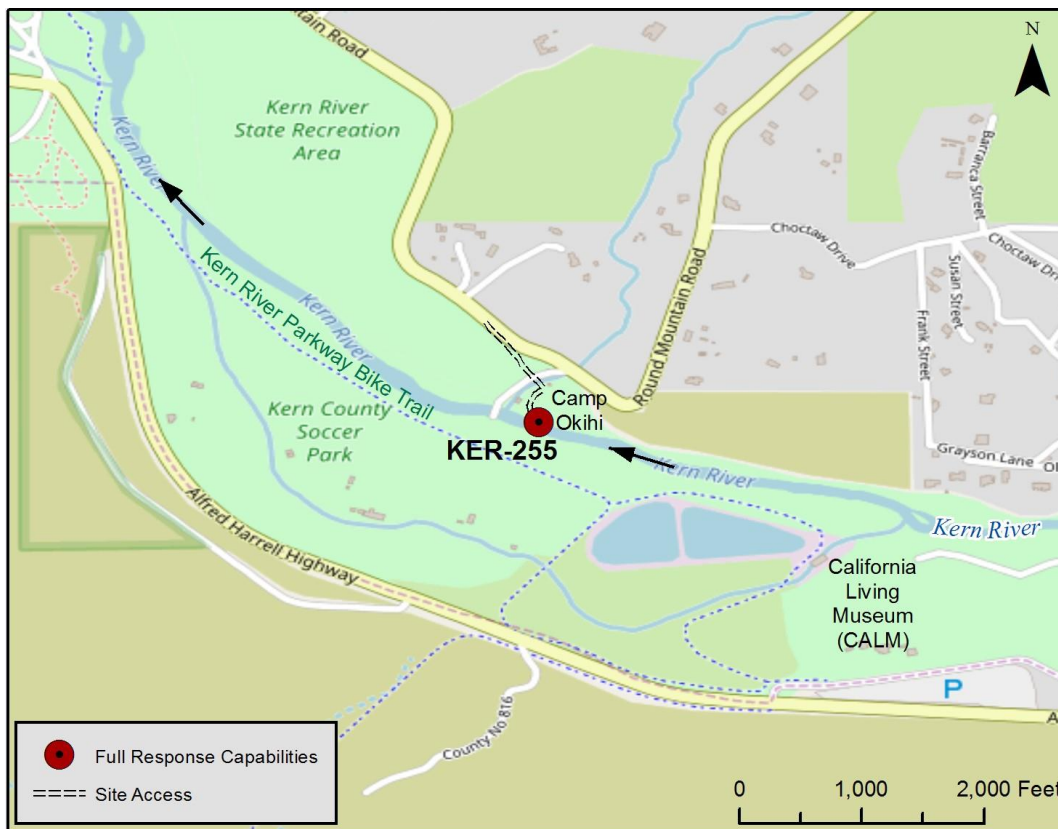 ntain Road
N
Kern River
State Recreation
Area
Kern River
Barranca Street
Choctaw Drive
Choctaw Dri
Susan Street
Kern River Parkway Bike Trail
Kern River
Round Mountain Road
Frank Street
Camp
Okihi
Kern County
Soccer
Park
KER-255
Grayson Lane
Ol
Kern River
Kern River
Alfred Harrell Highway
California
Living
Museum
(CALM)
P
A
County No 816
Full Response Capabilities
Site Access
0 1,000 2,000 Feet